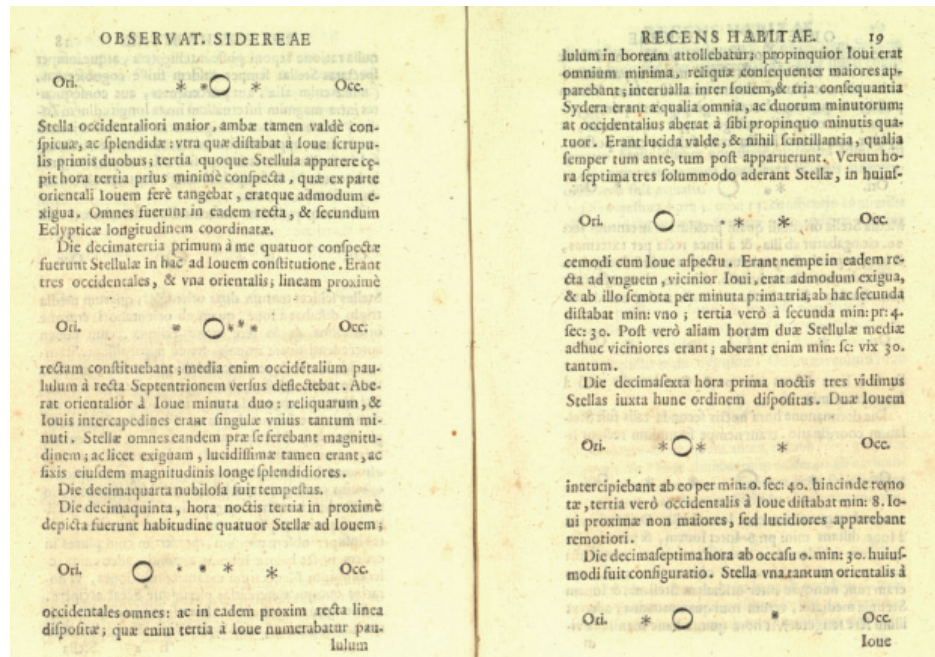 OBSERVAT. SIDEREAE
Ori. * * O * Occ.
Stella occidentaliori maior, ambæ tamen valdè con-
ſpicuæ, ac ſplendidæ: vtra quæ diſtabat à Ioue ſcrupu-
lis primis duobus; tertia quoque Stellula apparere cę-
pit hora tertia prius minimè conſpecta, quæ ex parte
orientali Iouem ferè tangebat, eratque admodum e-
xigua. Omnes fuerunt in eadem recta, & ſecundum
Eclypticæ longitudinem coordinatæ.
Die decimatertia primum à me quatuor conſpectæ
fuerunt Stellulæ in hac ad Iouem conſtitutione. Erant
tres occidentales, & vna orientalis; lineam proximè
Ori. * O * * * Occ.
rectam conſtituebant; media enim occidétalium pau-
lulum à recta Septentrionem verſus deflectebat. Abe-
rat orientalior à Ioue minuta duo: reliquarum, &
Iouis intercapedines erant ſingulæ vnius tantum mi-
nuti. Stellæ omnes eandem præ ſe ferebant magnitu-
dinem; ac licet exiguam, lucidiſſimæ tamen erant, ac
fixis eiuſdem magnitudinis longe ſplendidiores.
Die decimaquarta nubiloſa fuit tempeſtas.
Die decimaquinta, hora noctis tertia in proximè
depicta fuerunt habitudine quatuor Stellæ ad Iouem;
Ori. O * * * * Occ.
occidentales omnes: ac in eadem proxim recta linea
diſpoſitæ; quæ enim tertia à Ioue numerabatur pau-
lulum
RECENS HABITAE. 19
lulum in boream attollebatur; propinquior Ioui erat
omnium minima, reliquæ conſequenter maiores ap-
parebant; interualla inter Iouem, & tria conſequantia
Sydera erant æqualia omnia, ac duorum minutorum:
at occidentalius aberat à ſibi propinquo minutis qua-
tuor. Erant lucida valde, & nihil ſcintillantia, qualia
ſemper tum ante, tum poſt apparuerunt. Verum ho-
ra ſeptima tres ſolummodo aderant Stellæ, in huiuſ-
Ori. O * * * Occ.
cemodi cum Ioue aſpectu. Erant nempe in eadem re-
cta ad vnguem, vicinior Ioui, erat admodum exigua,
& ab illo ſemota per minuta prima tria; ab hac ſecunda
diſtabat min: vno; tertia verò à ſecunda min: pr: 4.
ſec: 30. Poſt verò aliam horam duæ Stellulæ mediæ
adhuc viciniores erant; aberant enim min: ſc: vix 30.
tantum.
Die decimaſexta hora prima noctis tres vidimus
Stellas iuxta hunc ordinem diſpoſitas. Duæ Iouem
Ori. * O * * Occ.
intercipiebant ab eo per min: 0. ſec: 40. hinc inde remo
tæ, tertia verò occidentalis à Ioue diſtabat min: 8. Io-
ui proximæ non maiores, ſed lucidiores apparebant
remotiori.
Die decimaſeptima hora ab occaſu 0. min: 30. huiuſ-
modi fuit configuratio. Stella vna tantum orientalis à
Ori. * O * Occ.
Ioue